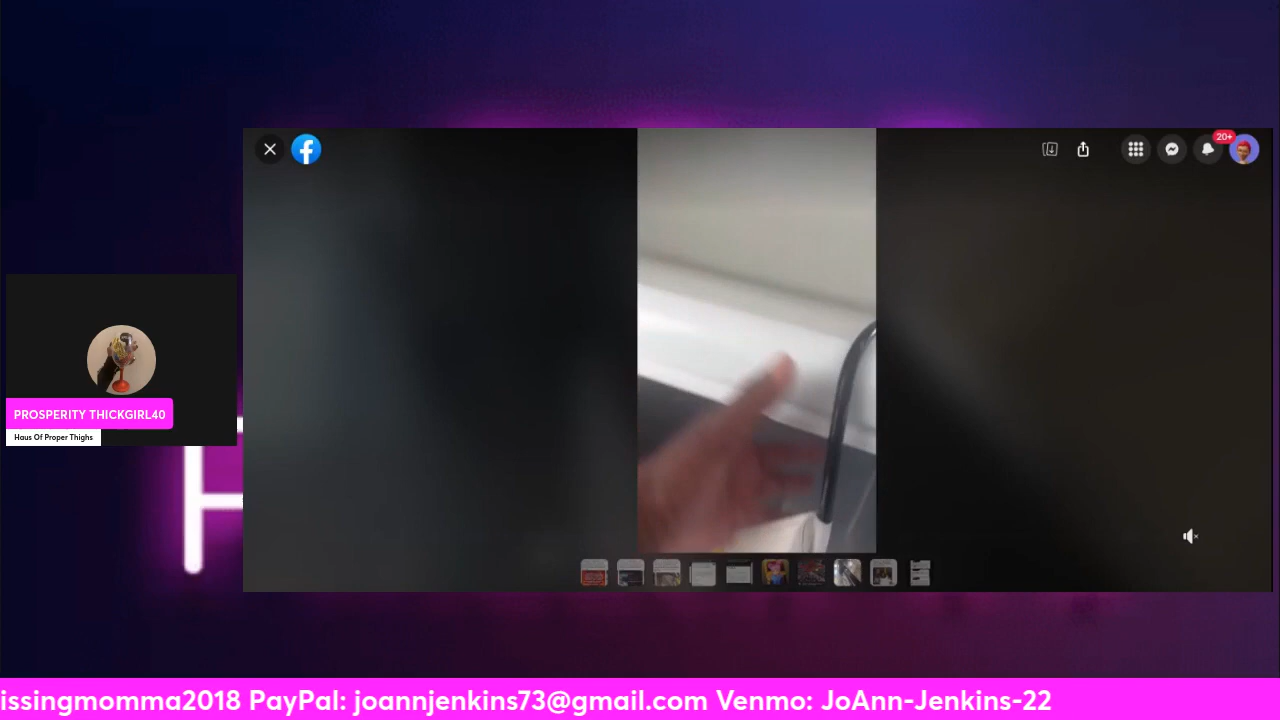 20+
PROSPERITY THICKGIRL40
Haus Of Proper Thighs
H
issingmomma2018 PayPal: joannjenkins73@gmail.com Venmo: JoAnn-Jenkins-22